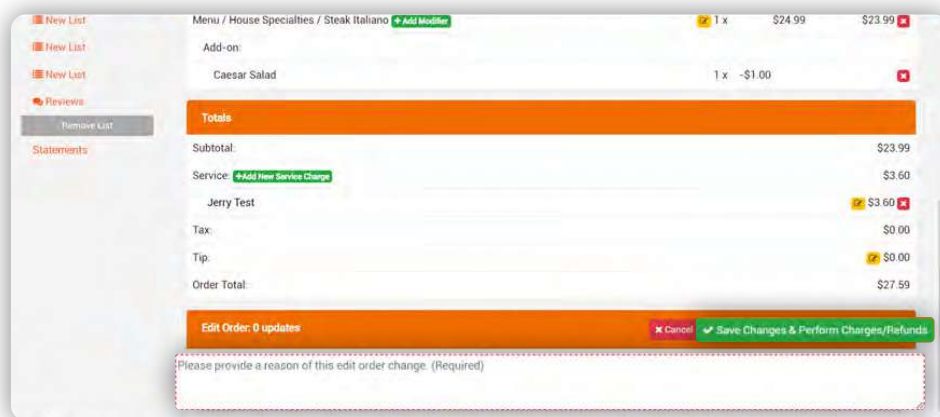 New List
Menu / House Specialties / Steak Italiano +Add Modifier 1 x $24.99 $23.99
New List
Add-on:
New List
Caesar Salad 1 x -$1.00
Reviews
Remove List
Totals
Statements
Subtotal: $23.99
Service: +Add New Service Charge $3.60
Jerry Test $3.60
Tax: $0.00
Tip: $0.00
Order Total: $27.59
Edit Order: 0 updates Cancel Save Changes & Perform Charges/Refunds
Please provide a reason of this edit order change. (Required)